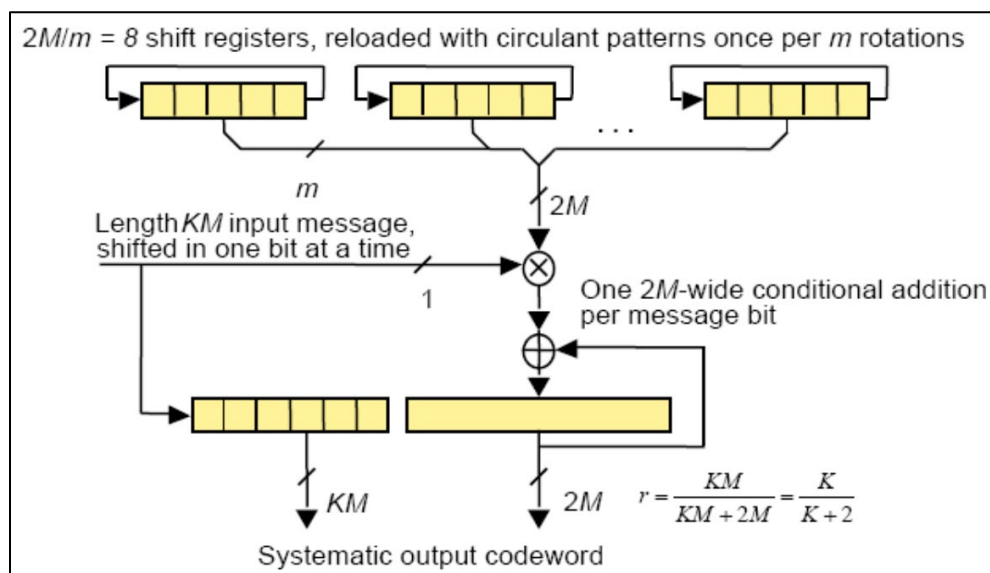 2M/m = 8 shift registers, reloaded with circulant patterns once per m rotations
. . .
m
2M
Length KM input message,
shifted in one bit at a time
1
One 2M-wide conditional addition
per message bit
KM
2M
r = KM / (KM + 2M) = K / (K + 2)
Systematic output codeword